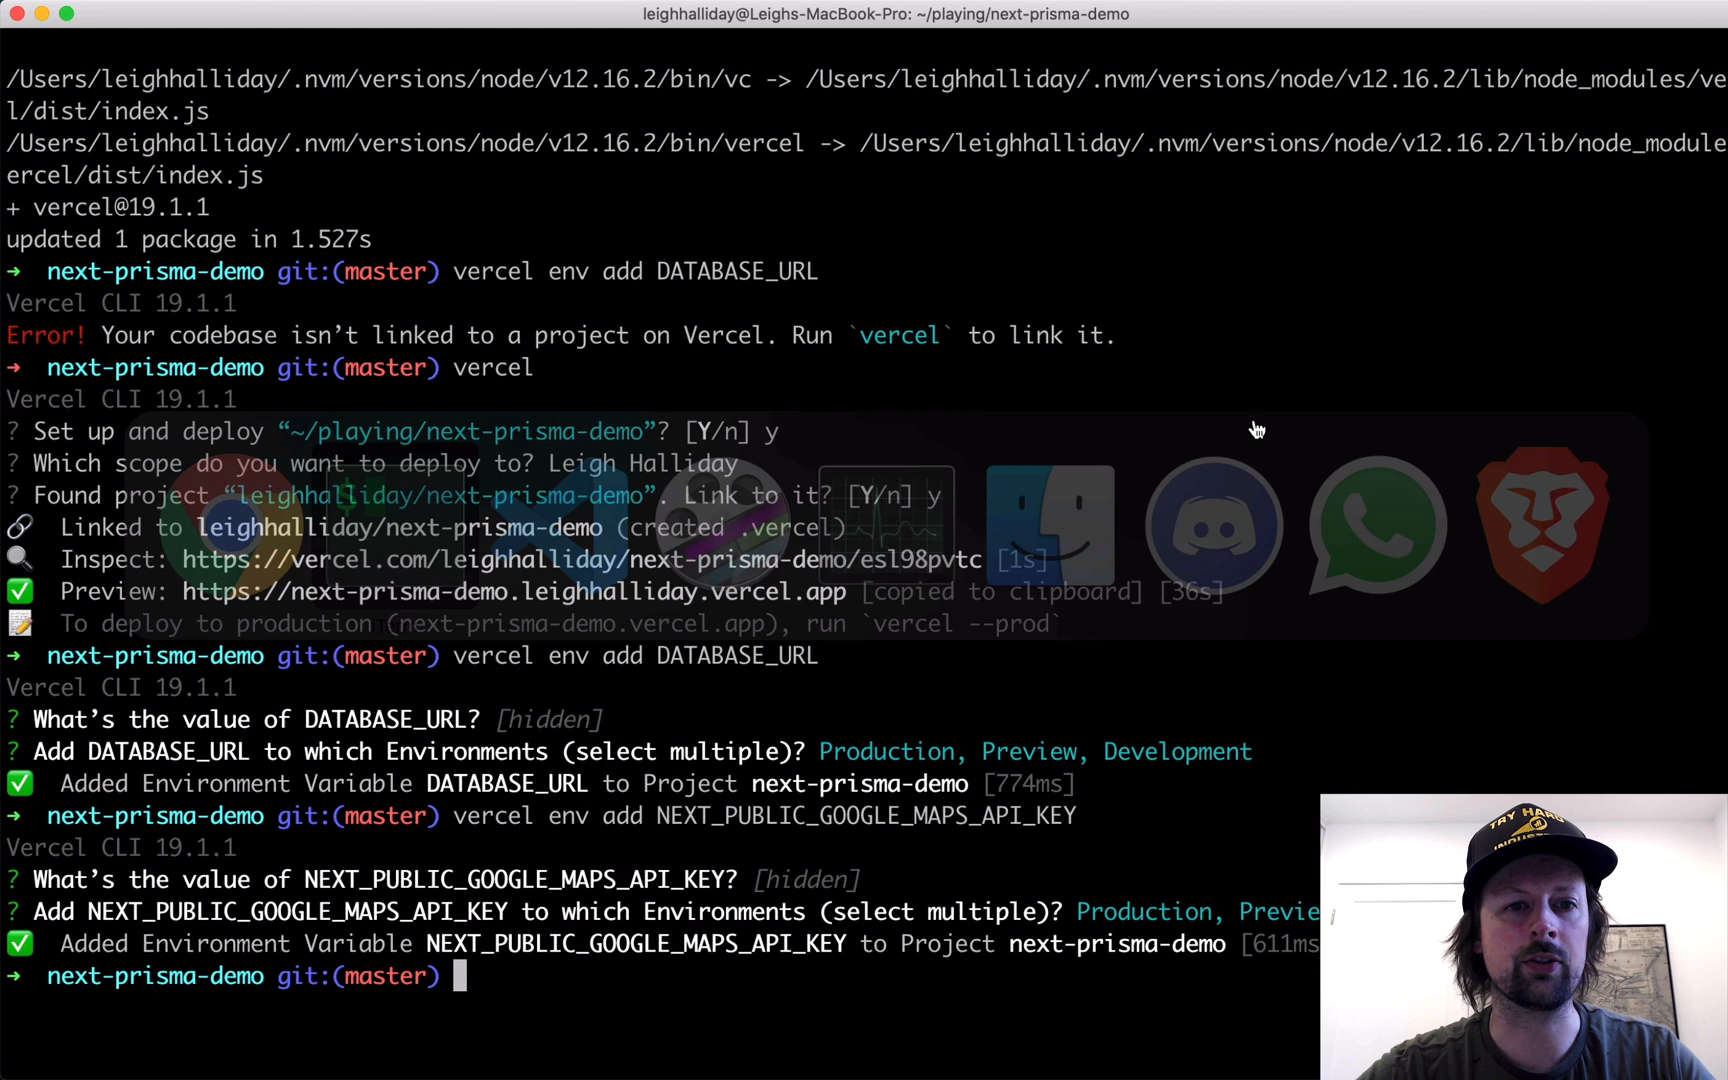 leighhalliday@Leighs-MacBook-Pro: ~/playing/next-prisma-demo
/Users/leighhalliday/.nvm/versions/node/v12.16.2/bin/vc -> /Users/leighhalliday/.nvm/versions/node/v12.16.2/lib/node_modules/ve
l/dist/index.js
/Users/leighhalliday/.nvm/versions/node/v12.16.2/bin/vercel -> /Users/leighhalliday/.nvm/versions/node/v12.16.2/lib/node_module
ercel/dist/index.js
+ vercel@19.1.1
updated 1 package in 1.527s
➜ next-prisma-demo git:(master) vercel env add DATABASE_URL
Vercel CLI 19.1.1
Error! Your codebase isn’t linked to a project on Vercel. Run `vercel` to link it.
➜ next-prisma-demo git:(master) vercel
Vercel CLI 19.1.1
? Set up and deploy “~/playing/next-prisma-demo”? [Y/n] y
? Which scope do you want to deploy to? Leigh Halliday
? Found project “leighhalliday/next-prisma-demo”. Link to it? [Y/n] y
🔗 Linked to leighhalliday/next-prisma-demo (created .vercel)
🔍 Inspect: https://vercel.com/leighhalliday/next-prisma-demo/esl98pvtc [1s]
✅ Preview: https://next-prisma-demo.leighhalliday.vercel.app [copied to clipboard] [36s]
📝 To deploy to production (next-prisma-demo.vercel.app), run `vercel --prod`
➜ next-prisma-demo git:(master) vercel env add DATABASE_URL
Vercel CLI 19.1.1
? What’s the value of DATABASE_URL? [hidden]
? Add DATABASE_URL to which Environments (select multiple)? Production, Preview, Development
✅ Added Environment Variable DATABASE_URL to Project next-prisma-demo [774ms]
➜ next-prisma-demo git:(master) vercel env add NEXT_PUBLIC_GOOGLE_MAPS_API_KEY
Vercel CLI 19.1.1
? What’s the value of NEXT_PUBLIC_GOOGLE_MAPS_API_KEY? [hidden]
? Add NEXT_PUBLIC_GOOGLE_MAPS_API_KEY to which Environments (select multiple)? Production, Previe
✅ Added Environment Variable NEXT_PUBLIC_GOOGLE_MAPS_API_KEY to Project next-prisma-demo [611ms
➜ next-prisma-demo git:(master)
TRY HARD